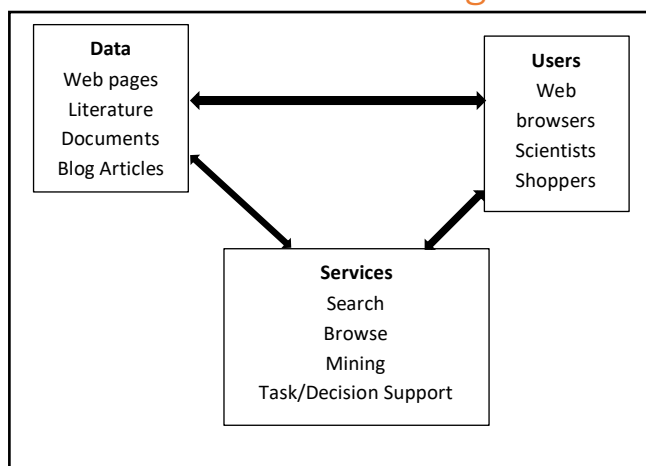 g
Data
Web pages
Literature
Documents
Blog Articles
Users
Web
browsers
Scientists
Shoppers
Services
Search
Browse
Mining
Task/Decision Support